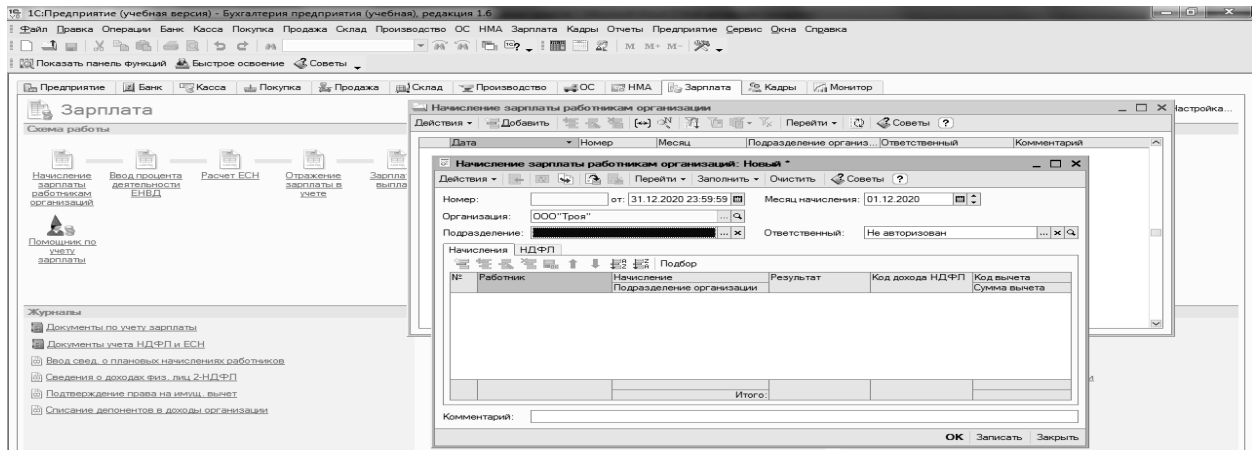 1С:Предприятие (учебная версия) - Бухгалтерия предприятия (учебная), редакция 1.6
Файл Правка Операции Банк Касса Покупка Продажа Склад Производство ОС НМА Зарплата Кадры Отчеты Предприятие Сервис Окна Справка
M M+ M-
Показать панель функций Быстрое освоение Советы
Предприятие Банк Касса Покупка Продажа Склад Производство ОС НМА Зарплата Кадры Монитор
Зарплата
Настройка...
Схема работы
Начисление зарплаты работникам организаций
Ввод процента деятельности ЕНВД
Расчет ЕСН
Отражение зарплаты в учете
Помощник по учету зарплаты
Журналы
Документы по учету зарплаты
Документы учета НДФЛ и ЕСН
Ввод свед. о плановых начислениях работников
Сведения о доходах физ. лиц 2-НДФЛ
Подтверждение права на имущ. вычет
Списание депонентов в доходы организации
Начисление зарплаты работникам организации
Действия Добавить Перейти Советы ?
Дата Номер Месяц Подразделение организ... Ответственный Комментарий
Начисление зарплаты работникам организаций: Новый *
Действия Перейти Заполнить Очистить Советы ?
Номер: от: 31.12.2020 23:59:59 Месяц начисления: 01.12.2020
Организация: ООО"Троя"
Подразделение: Ответственный: Не авторизован
Начисления НДФЛ
Подбор
№ Работник Начисление Результат Код дохода НДФЛ Код вычета
Подразделение организации Сумма вычета
Итого:
Комментарий:
OK Записать Закрыть